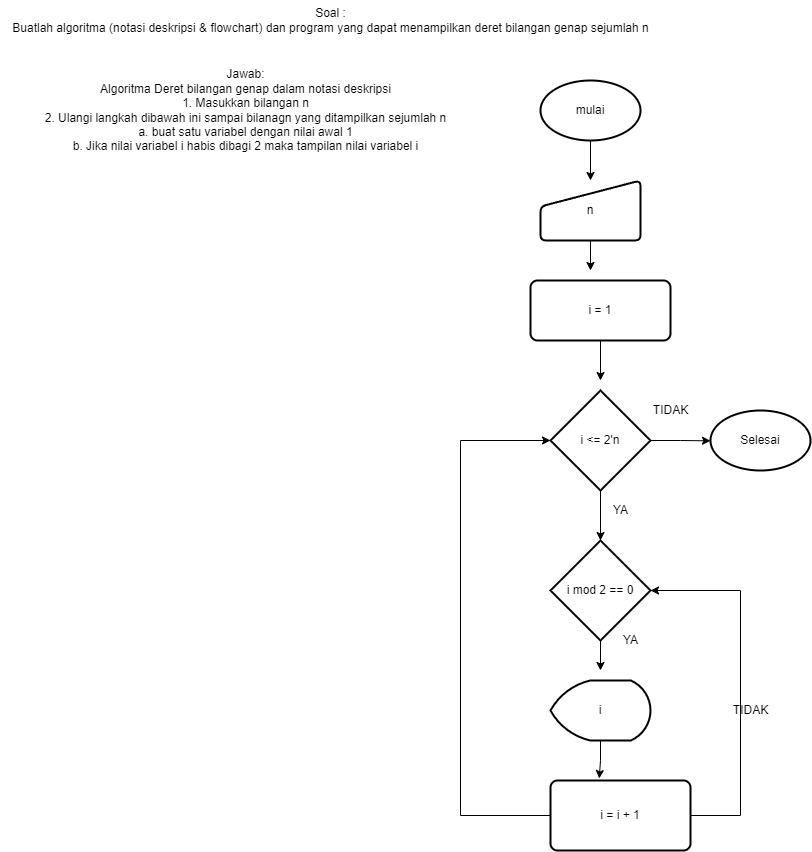 Soal :
Buatlah algoritma (notasi deskripsi & flowchart) dan program yang dapat menampilkan deret bilangan genap sejumlah n
Jawab:
Algoritma Deret bilangan genap dalam notasi deskripsi
1. Masukkan bilangan n
2. Ulangi langkah dibawah ini sampai bilanagn yang ditampilkan sejumlah n
a. buat satu variabel dengan nilai awal 1
b. Jika nilai variabel i habis dibagi 2 maka tampilan nilai variabel i
mulai
n
i = 1
i <= 2'n
TIDAK
Selesai
YA
i mod 2 == 0
YA
i
TIDAK
i = i + 1